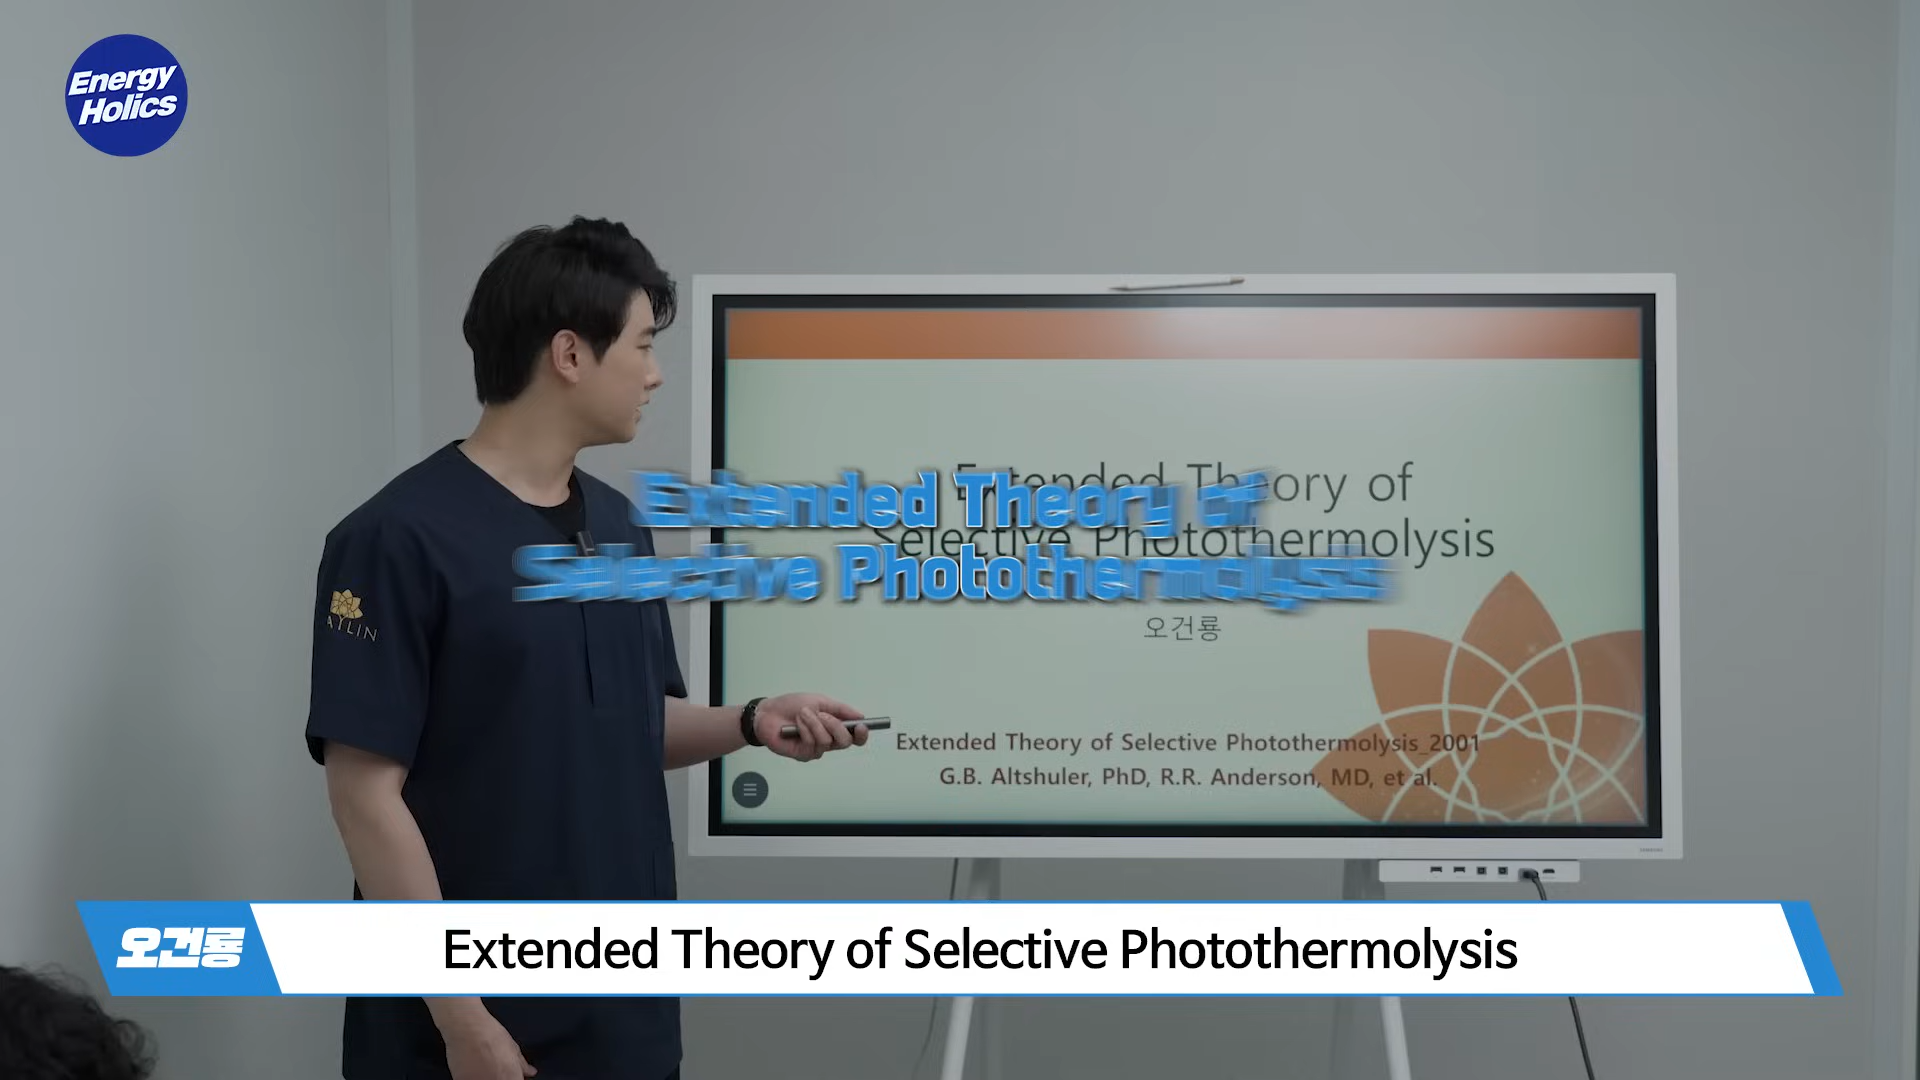 Energy
Holics
Extended Theory of
Selective Photothermolysis
Extended Theory of
Selective Photothermolysis
오건룡
AYLIN
Extended Theory of Selective Photothermolysis_2001
G.B. Altshuler, PhD, R.R. Anderson, MD, et al.
SAMSUNG
오건룡
Extended Theory of Selective Photothermolysis